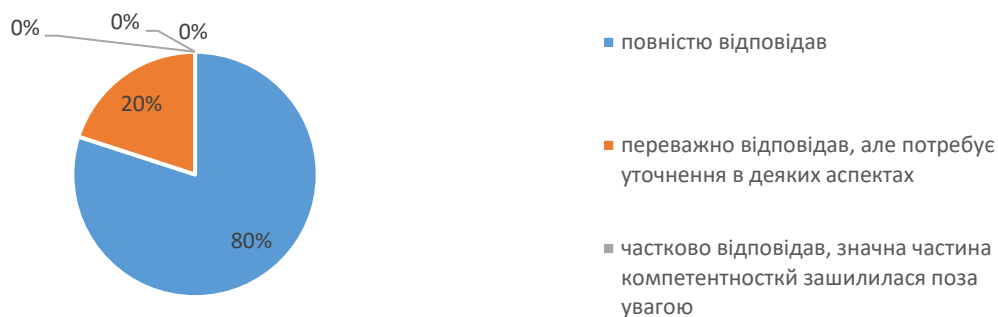 0%
0%
0%
20%
80%
повністю відповідав
переважно відповідав, але потребує
уточнення в деяких аспектах
частково відповідав, значна частина
компетентносткй зашилилася поза
увагою